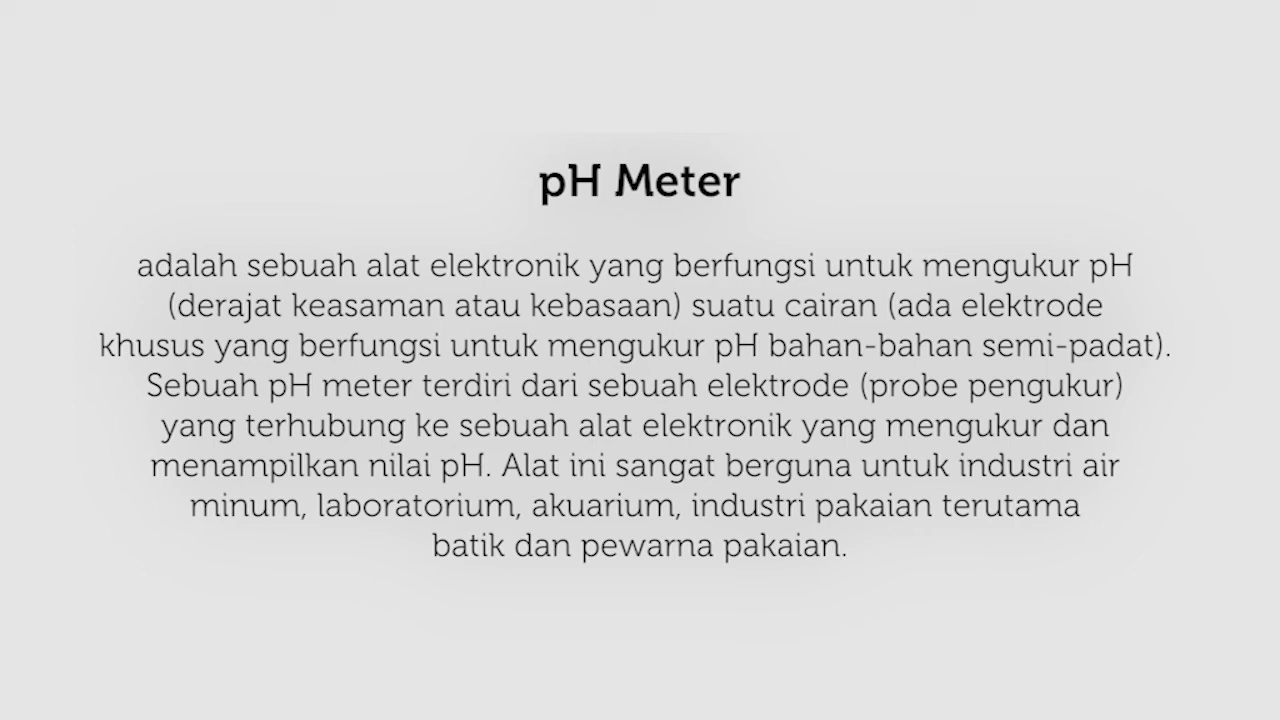 pH Meter
adalah sebuah alat elektronik yang berfungsi untuk mengukur pH
(derajat keasaman atau kebasaan) suatu cairan (ada elektrode
khusus yang berfungsi untuk mengukur pH bahan-bahan semi-padat).
Sebuah pH meter terdiri dari sebuah elektrode (probe pengukur)
yang terhubung ke sebuah alat elektronik yang mengukur dan
menampilkan nilai pH. Alat ini sangat berguna untuk industri air
minum, laboratorium, akuarium, industri pakaian terutama
batik dan pewarna pakaian.